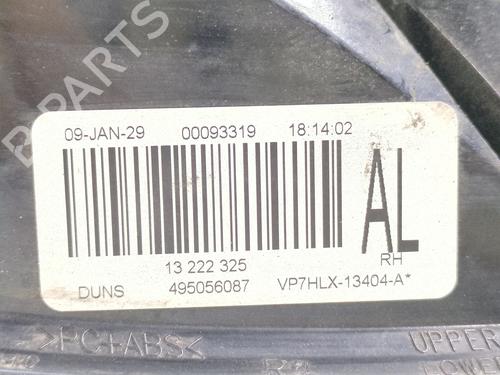 B-PARTS
09-JAN-29 00093319 18:14:02
AL
RH
13 222 325
DUNS 495056087 VP7HLX-13404-A*
>PC+ABS<
UPPER